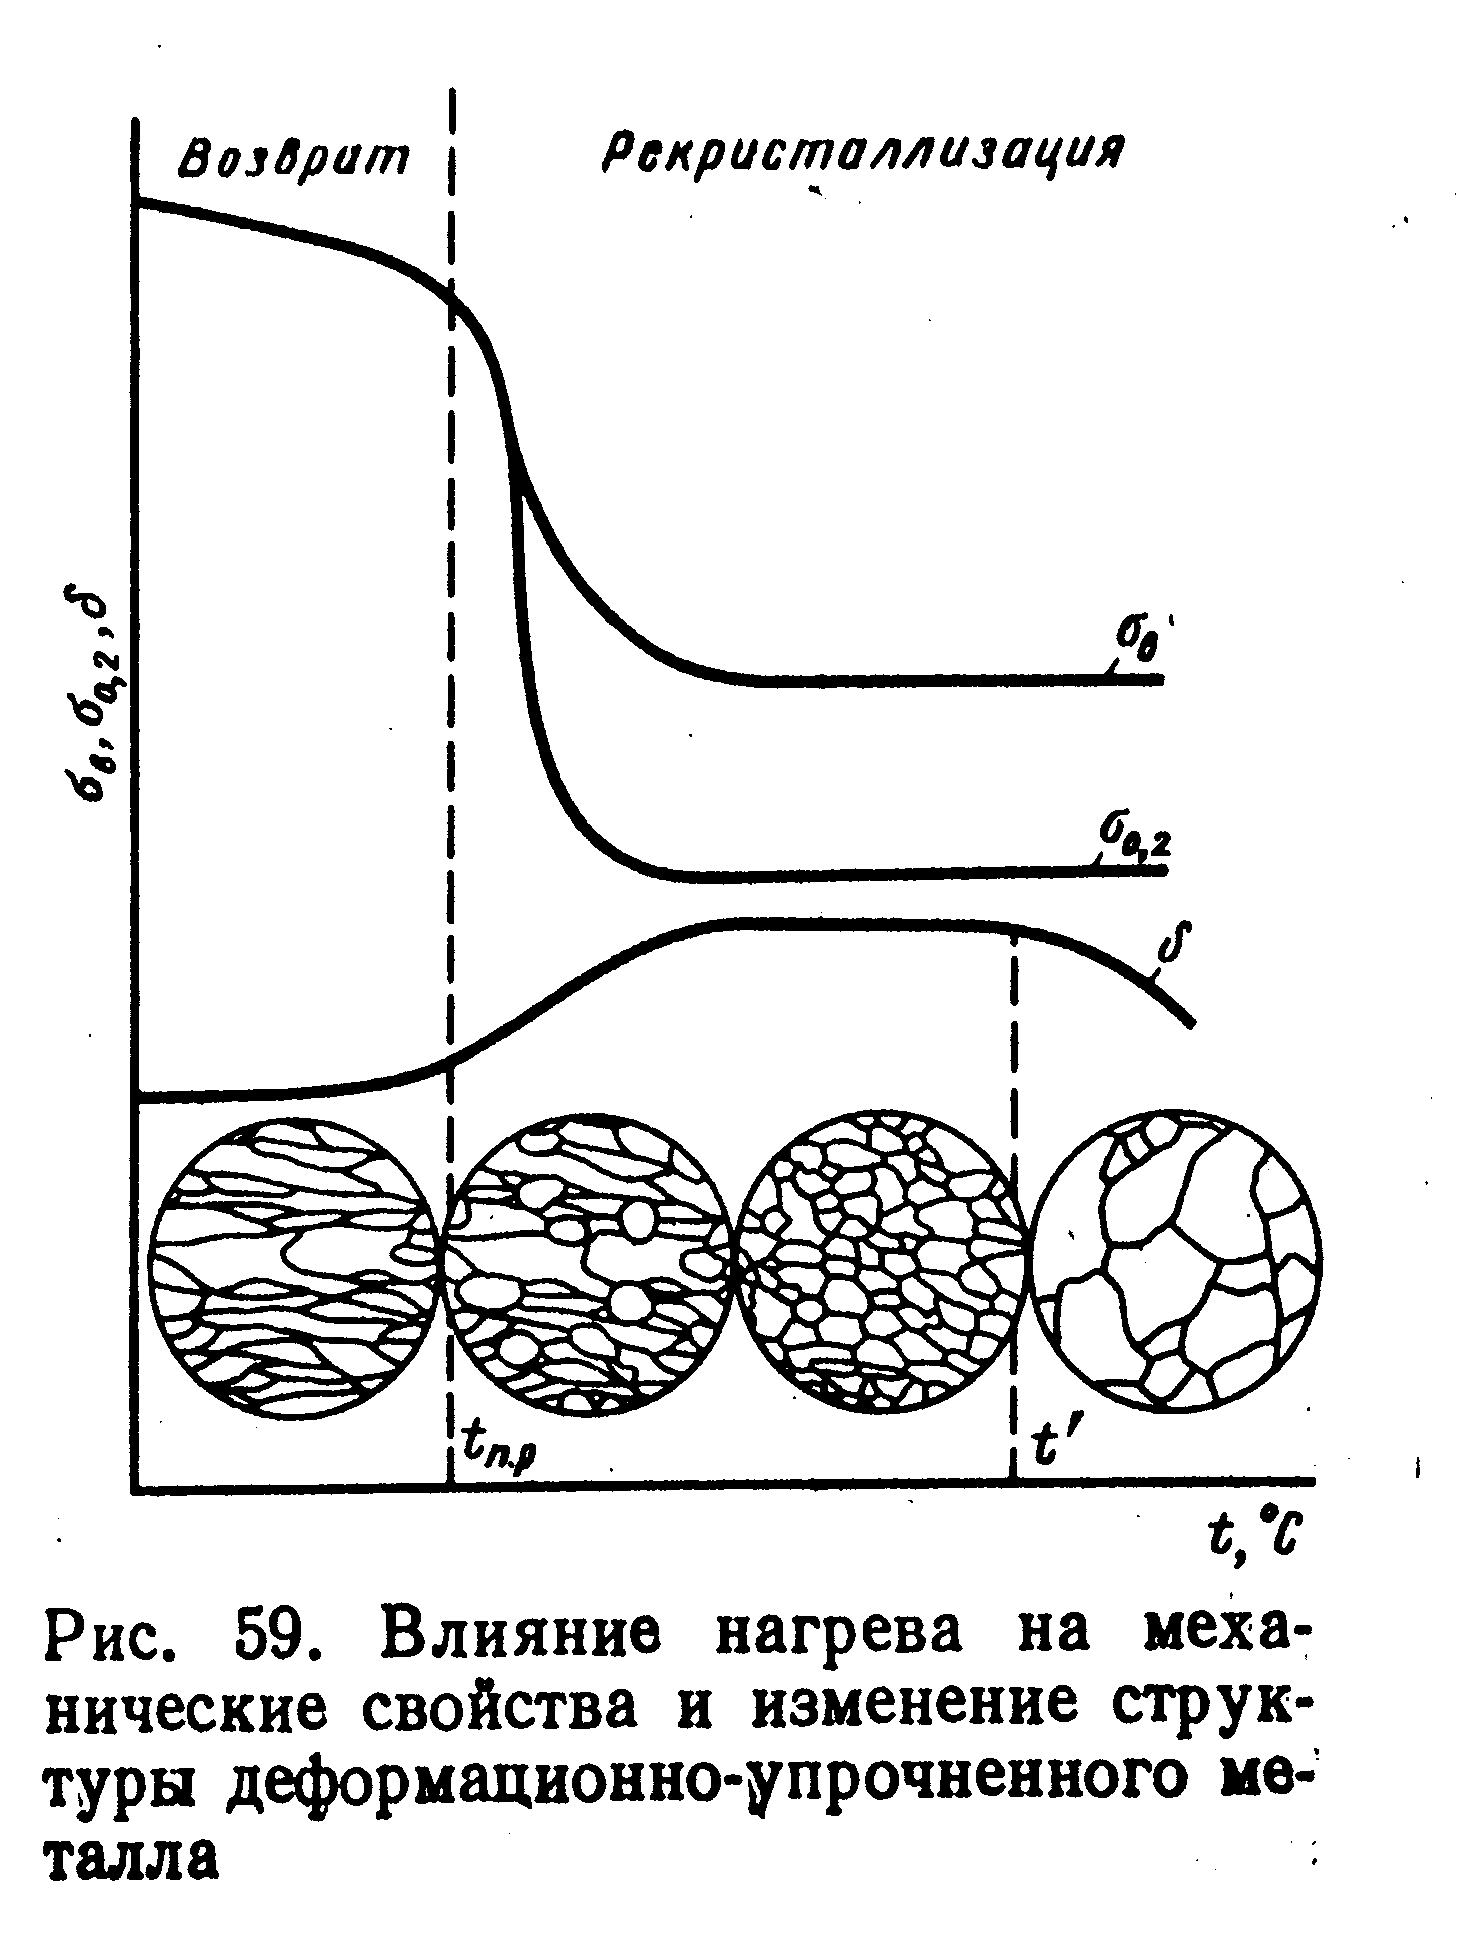 Возврат
Рекристаллизация
σв, σ0,2, δ
σв
σ0,2
δ
tп.р
t'
t, °C
Рис. 59. Влияние нагрева на меха-
нические свойства и изменение струк-
туры деформационно-упрочненного ме-
талла